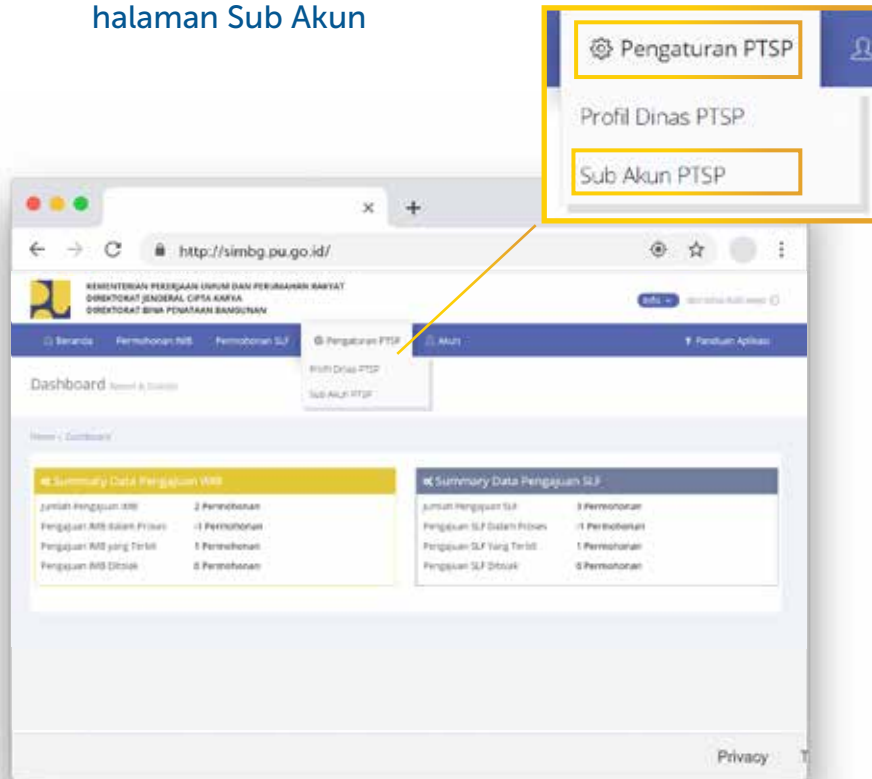 halaman Sub Akun
Pengaturan PTSP
Profil Dinas PTSP
Sub Akun PTSP
http://simbg.pu.go.id/
KEMENTERIAN PEKERJAAN UMUM DAN PERUMAHAN RAKYAT
DIREKTORAT JENDERAL CIPTA KARYA
DIREKTORAT BINA PENATAAN BANGUNAN
Info
Beranda Permohonan IMB Permohonan SLF Pengaturan PTSP Akun Panduan Aplikasi
Profil Dinas PTSP
Dashboard
Sub Akun PTSP
Home / Dashboard
Summary Data Pengajuan IMB Summary Data Pengajuan SLF
Jumlah Pengajuan IMB 2 Permohonan Jumlah Pengajuan SLF 3 Permohonan
Pengajuan IMB dalam Proses -1 Permohonan Pengajuan SLF Dalam Proses -1 Permohonan
Pengajuan IMB yang Terbit 1 Permohonan Pengajuan SLF Yang Terbit 1 Permohonan
Pengajuan IMB Ditolak 0 Permohonan Pengajuan SLF Ditolak 0 Permohonan
Privacy T